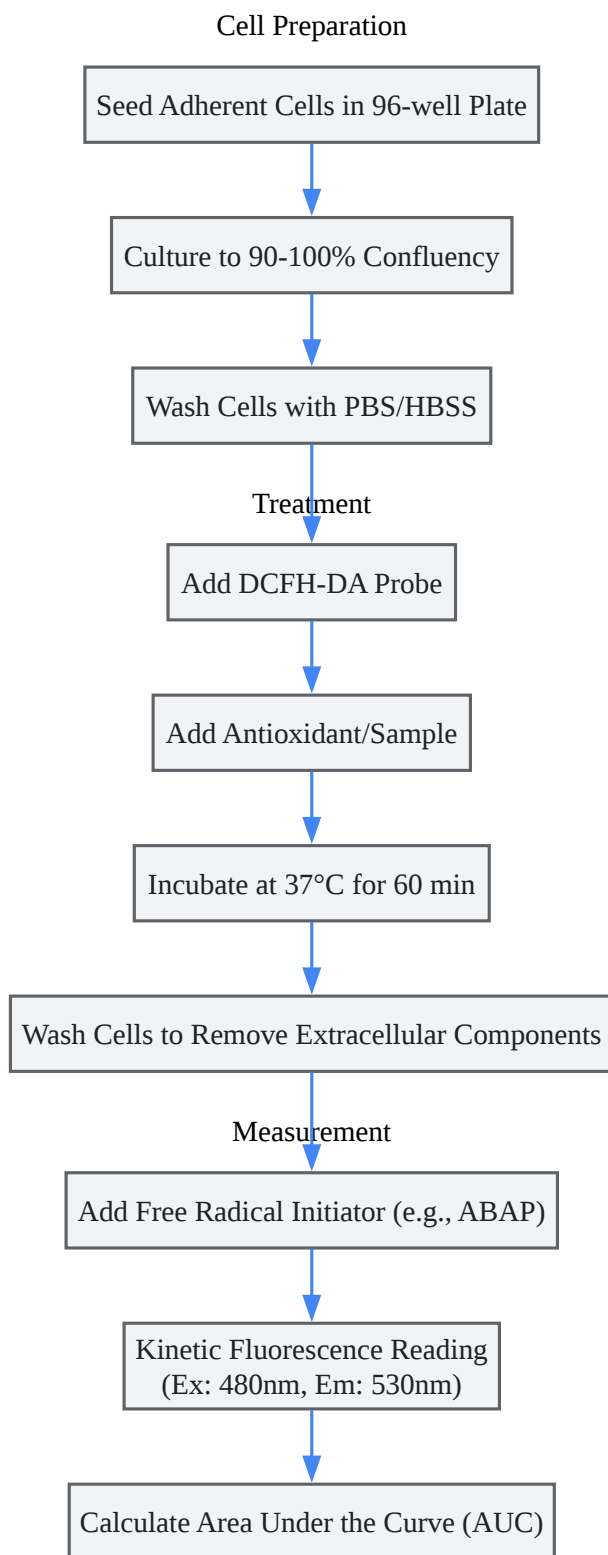 Cell Preparation
Seed Adherent Cells in 96-well Plate
Culture to 90-100% Confluency
Wash Cells with PBS/HBSS
Treatment
Add DCFH-DA Probe
Add Antioxidant/Sample
Incubate at 37°C for 60 min
Wash Cells to Remove Extracellular Components
Measurement
Add Free Radical Initiator (e.g., ABAP)
Kinetic Fluorescence Reading
(Ex: 480nm, Em: 530nm)
Calculate Area Under the Curve (AUC)